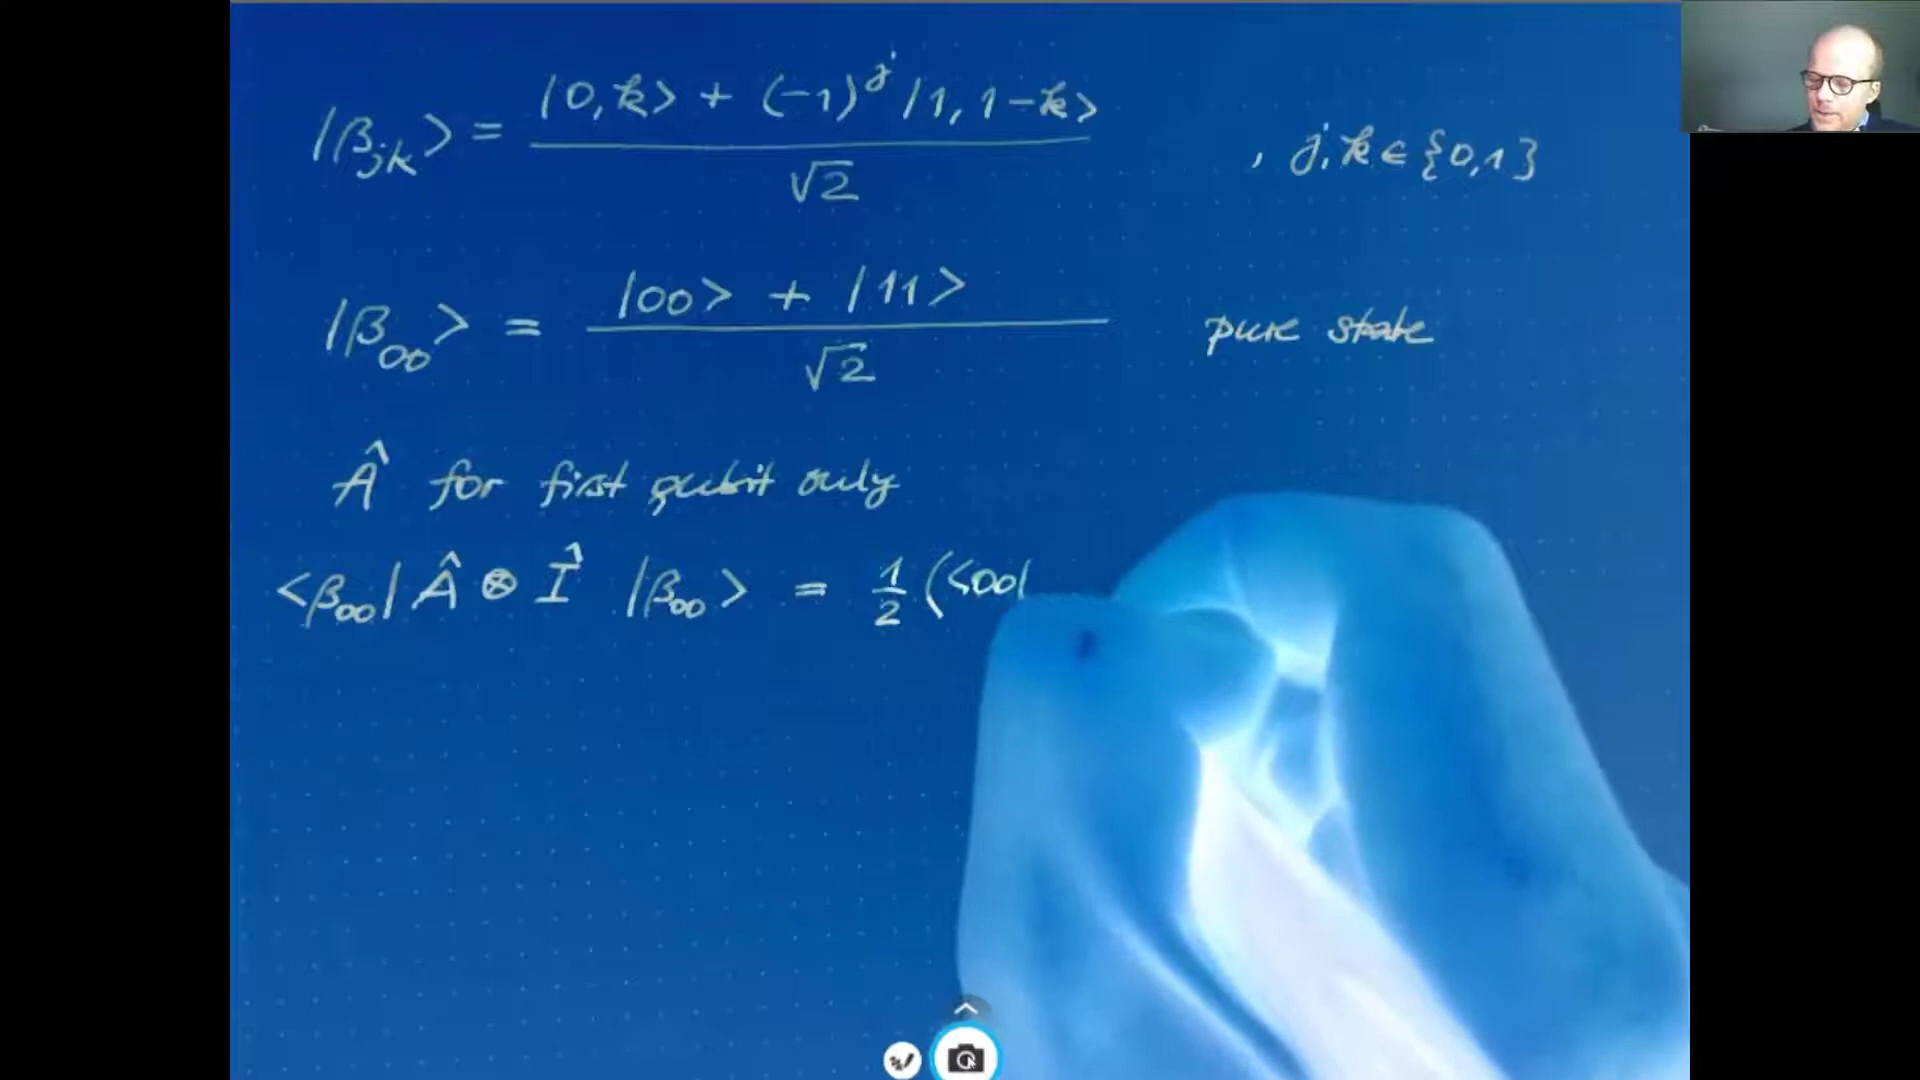 |β_jk> = (|0,k> + (-1)^j |1,1-k>) / √2 , j,k ∈ {0,1}
|β_00> = (|00> + |11>) / √2 pure state
Â for first qubit only
<β_00| Â ⊗ Î |β_00> = 1/2 (<00|